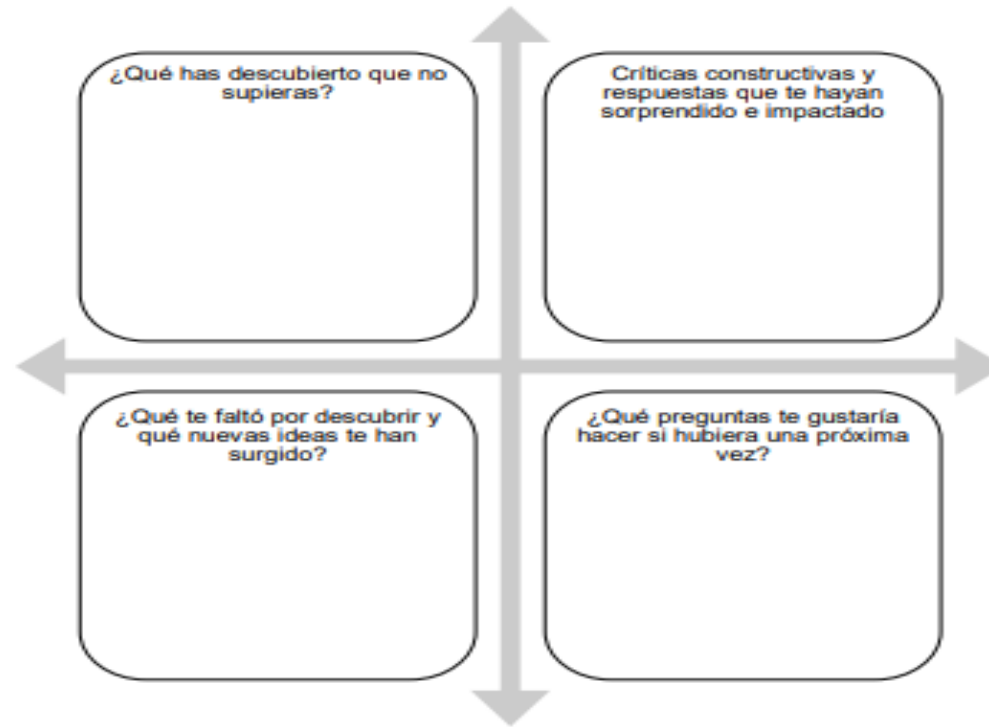 ¿Qué has descubierto que no
supieras?
Críticas constructivas y
respuestas que te hayan
sorprendido e impactado
¿Qué te faltó por descubrir y
qué nuevas ideas te han
surgido?
¿Qué preguntas te gustaría
hacer si hubiera una próxima
vez?